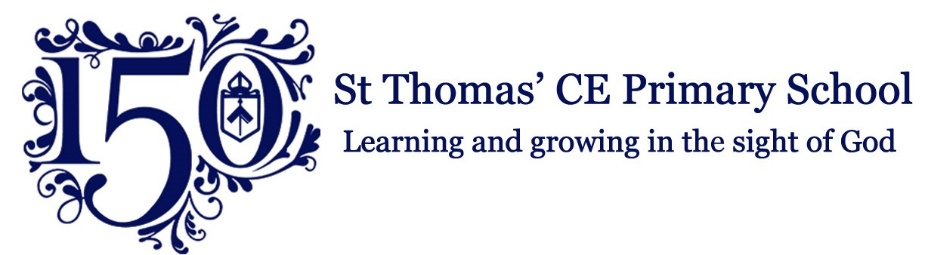 150
St Thomas’ CE Primary School
Learning and growing in the sight of God